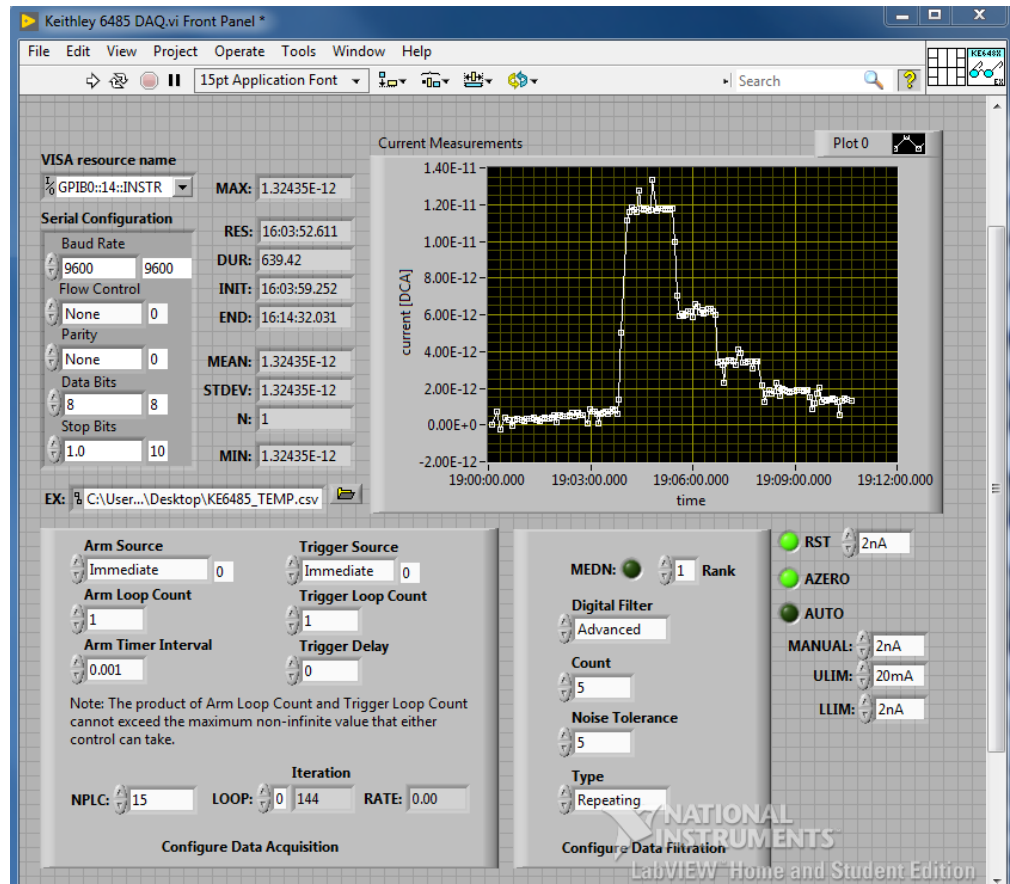 Keithley 6485 DAQ.vi Front Panel *
File Edit View Project Operate Tools Window Help
15pt Application Font
Search
KE648X
EX
VISA resource name
GPIB0::14::INSTR
Serial Configuration
Baud Rate
9600 9600
Flow Control
None 0
Parity
None 0
Data Bits
8 8
Stop Bits
1.0 10
MAX: 1.32435E-12
RES: 16:03:52.611
DUR: 639.42
INIT: 16:03:59.252
END: 16:14:32.031
MEAN: 1.32435E-12
STDEV: 1.32435E-12
N: 1
MIN: 1.32435E-12
EX: C:\User...\Desktop\KE6485_TEMP.csv
Current Measurements
Plot 0
current [DCA]
1.40E-11
1.20E-11
1.00E-11
8.00E-12
6.00E-12
4.00E-12
2.00E-12
0.00E+0
-2.00E-12
19:00:00.000 19:03:00.000 19:06:00.000 19:09:00.000 19:12:00.000
time
Arm Source
Immediate 0
Arm Loop Count
1
Arm Timer Interval
0.001
Trigger Source
Immediate 0
Trigger Loop Count
1
Trigger Delay
0
Note: The product of Arm Loop Count and Trigger Loop Count
cannot exceed the maximum non-infinite value that either
control can take.
Iteration
NPLC: 15 LOOP: 0 144 RATE: 0.00
Configure Data Acquisition
MEDN: 1 Rank
Digital Filter
Advanced
Count
5
Noise Tolerance
5
Type
Repeating
Configure Data Filtration
RST 2nA
AZERO
AUTO
MANUAL: 2nA
ULIM: 20mA
LLIM: 2nA
NATIONAL
INSTRUMENTS
LabVIEW™ Home and Student Edition